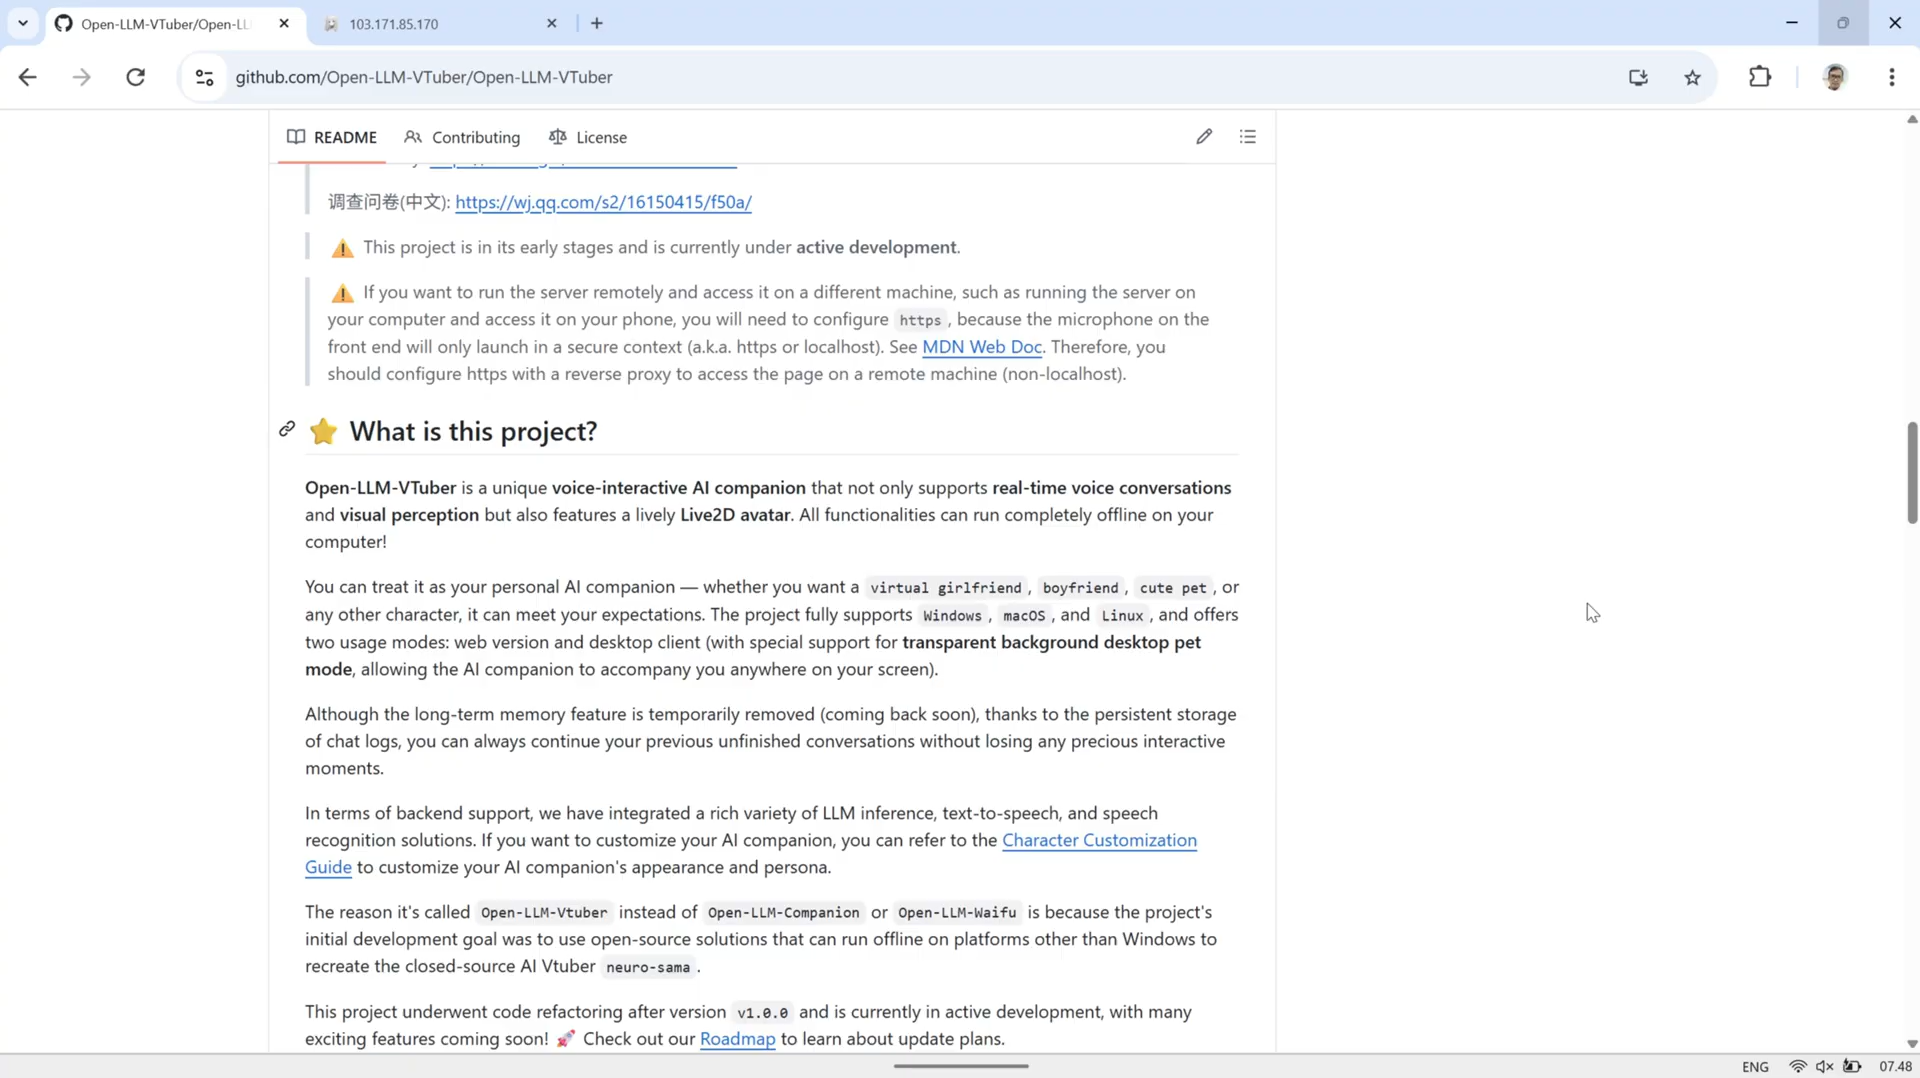 Open-LLM-VTuber/Open-LL
103.171.85.170
github.com/Open-LLM-VTuber/Open-LLM-VTuber
README
Contributing
License
调查问卷(中文): https://wj.qq.com/s2/16150415/f50a/
⚠️ This project is in its early stages and is currently under active development.
⚠️ If you want to run the server remotely and access it on a different machine, such as running the server on
your computer and access it on your phone, you will need to configure https, because the microphone on the
front end will only launch in a secure context (a.k.a. https or localhost). See MDN Web Doc. Therefore, you
should configure https with a reverse proxy to access the page on a remote machine (non-localhost).
⭐ What is this project?
Open-LLM-VTuber is a unique voice-interactive AI companion that not only supports real-time voice conversations
and visual perception but also features a lively Live2D avatar. All functionalities can run completely offline on your
computer!
You can treat it as your personal AI companion — whether you want a virtual girlfriend, boyfriend, cute pet, or
any other character, it can meet your expectations. The project fully supports Windows, macOS, and Linux, and offers
two usage modes: web version and desktop client (with special support for transparent background desktop pet
mode, allowing the AI companion to accompany you anywhere on your screen).
Although the long-term memory feature is temporarily removed (coming back soon), thanks to the persistent storage
of chat logs, you can always continue your previous unfinished conversations without losing any precious interactive
moments.
In terms of backend support, we have integrated a rich variety of LLM inference, text-to-speech, and speech
recognition solutions. If you want to customize your AI companion, you can refer to the Character Customization
Guide to customize your AI companion's appearance and persona.
The reason it's called Open-LLM-Vtuber instead of Open-LLM-Companion or Open-LLM-Waifu is because the project's
initial development goal was to use open-source solutions that can run offline on platforms other than Windows to
recreate the closed-source AI Vtuber neuro-sama.
This project underwent code refactoring after version v1.0.0 and is currently in active development, with many
exciting features coming soon! 🚀 Check out our Roadmap to learn about update plans.
ENG
07.48